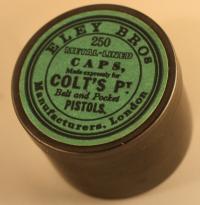 ELEY BROS
250
METAL-LINED
CAPS,
Made expressly for
COLT'S PT
Belt and Pocket
PISTOLS.
Manufacturers, London